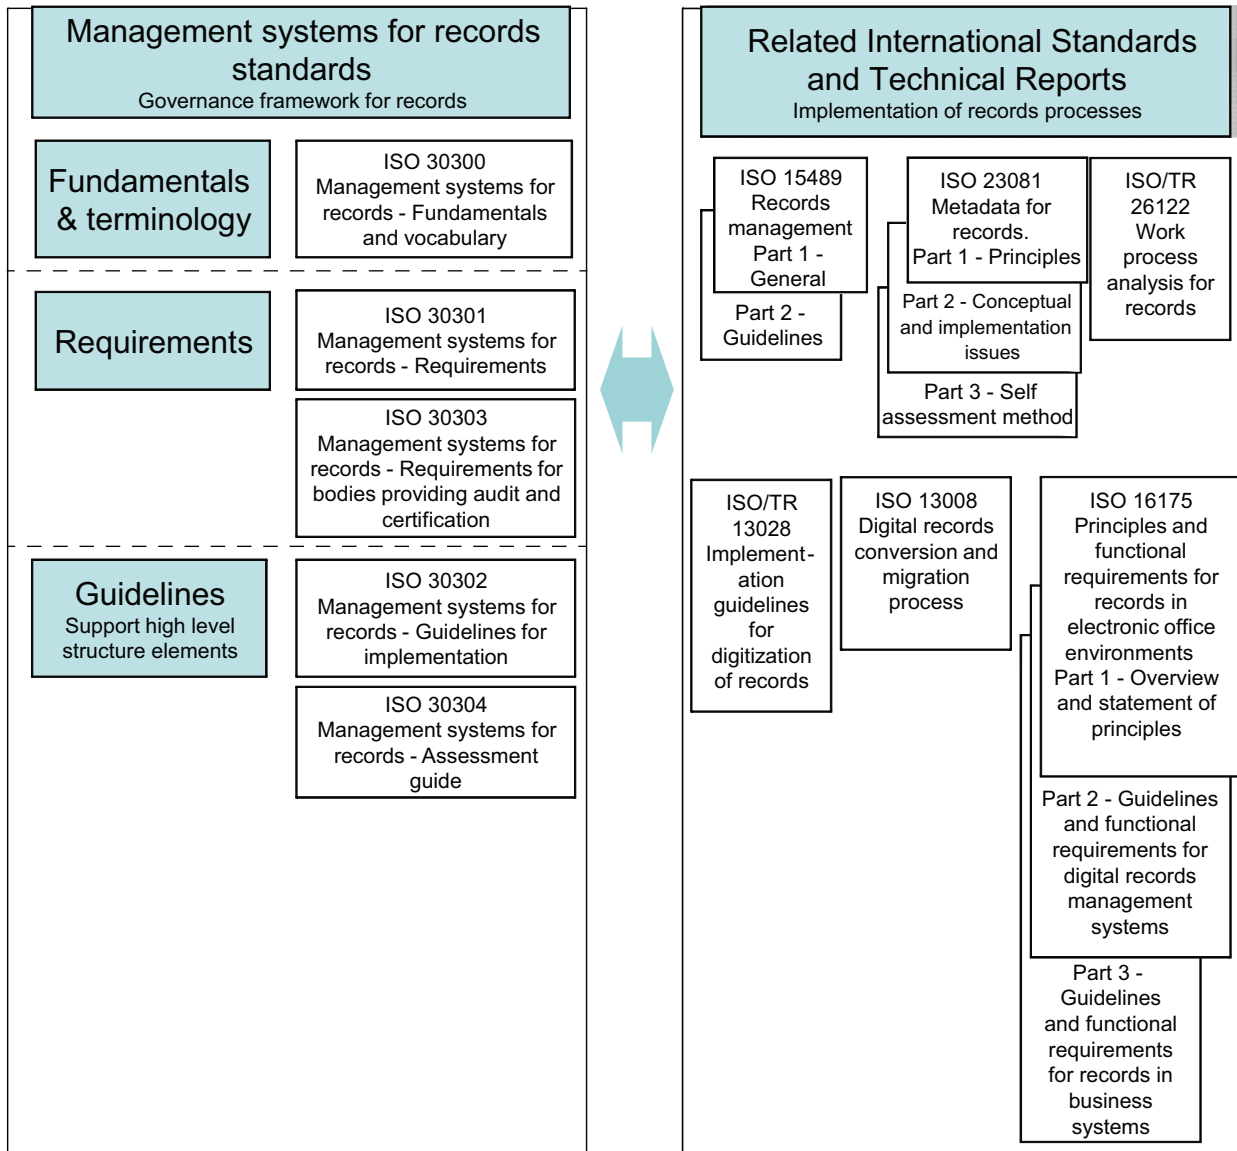 Management systems for records
standards
Governance framework for records
Fundamentals
& terminology
ISO 30300
Management systems for
records - Fundamentals
and vocabulary
Requirements
ISO 30301
Management systems for
records - Requirements
ISO 30303
Management systems for
records - Requirements for
bodies providing audit and
certification
Guidelines
Support high level
structure elements
ISO 30302
Management systems for
records - Guidelines for
implementation
ISO 30304
Management systems for
records - Assessment
guide
Related International Standards
and Technical Reports
Implementation of records processes
ISO 15489
Records
management
Part 1 -
General
Part 2 -
Guidelines
ISO 23081
Metadata for
records.
Part 1 - Principles
Part 2 - Conceptual
and implementation
issues
Part 3 - Self
assessment method
ISO/TR
26122
Work
process
analysis for
records
ISO/TR
13028
Implement-
ation
guidelines
for
digitization
of records
ISO 13008
Digital records
conversion and
migration
process
ISO 16175
Principles and
functional
requirements for
records in
electronic office
environments
Part 1 - Overview
and statement of
principles
Part 2 - Guidelines
and functional
requirements for
digital records
management
systems
Part 3 -
Guidelines
and functional
requirements
for records in
business
systems